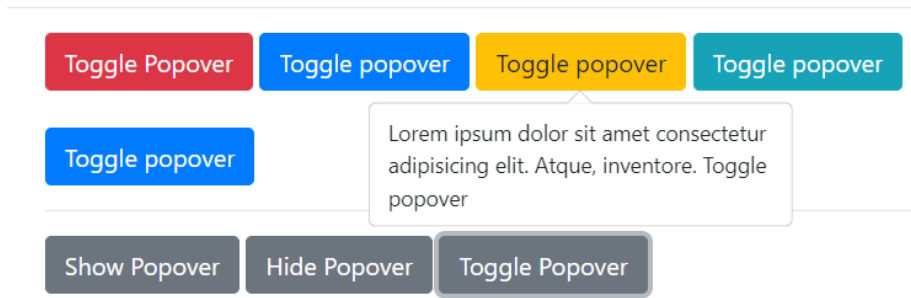 Toggle Popover Toggle popover Toggle popover Toggle popover
Lorem ipsum dolor sit amet consectetur
adipisicing elit. Atque, inventore. Toggle
popover
Toggle popover
Show Popover Hide Popover Toggle Popover